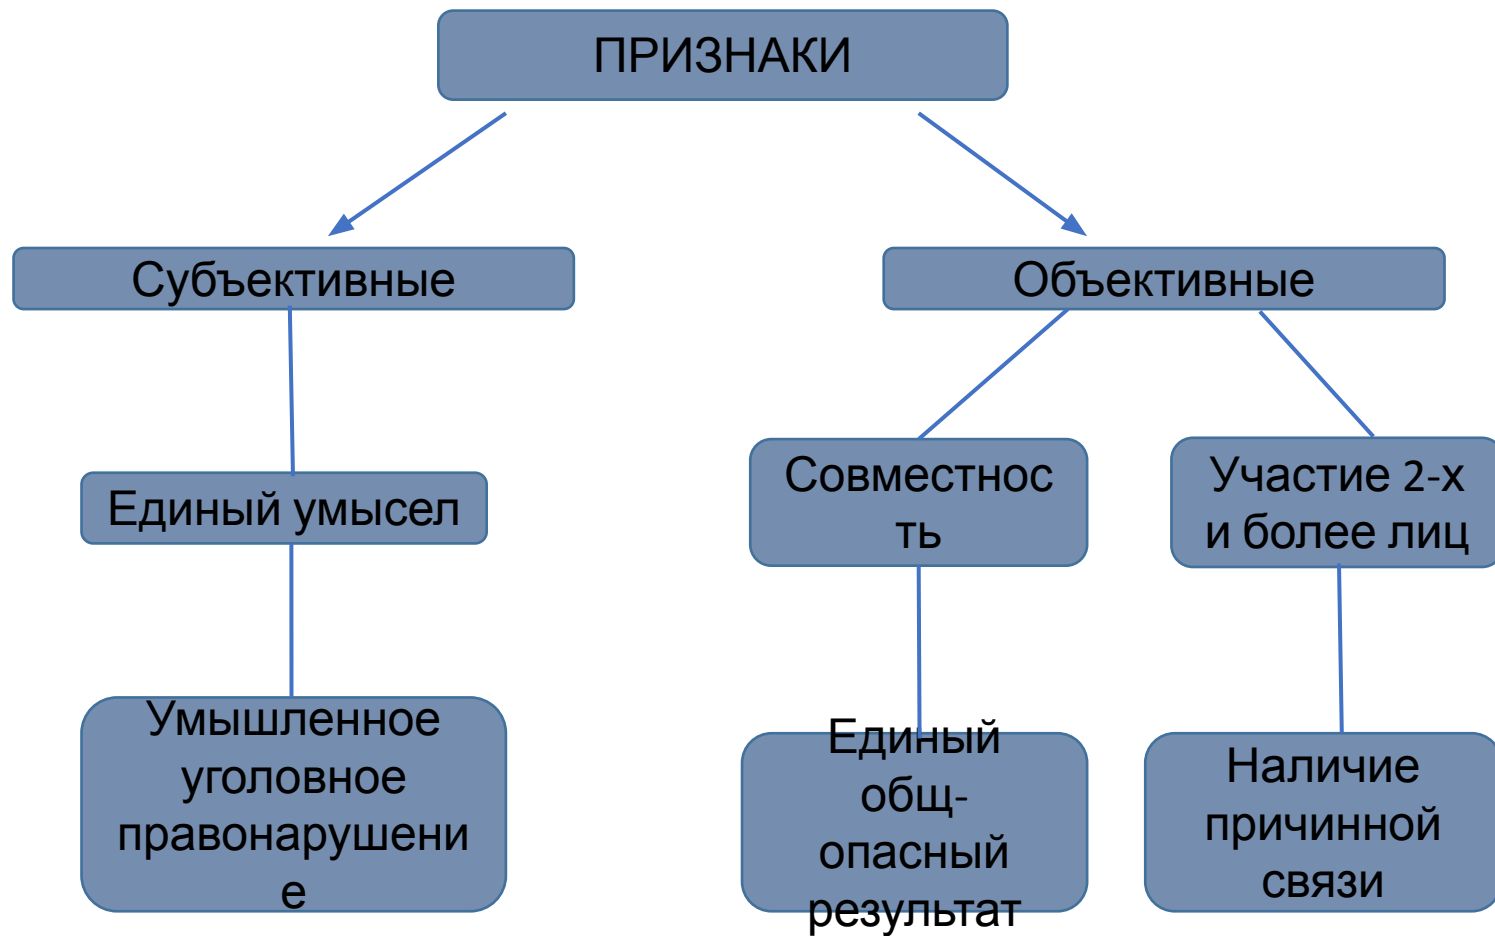 ПРИЗНАКИ
Субъективные
Объективные
Единый умысел
Совместнос
ть
Участие 2-х
и более лиц
Умышленное
уголовное
правонарушени
е
Единый
общ-
опасный
результат
Наличие
причинной
связи